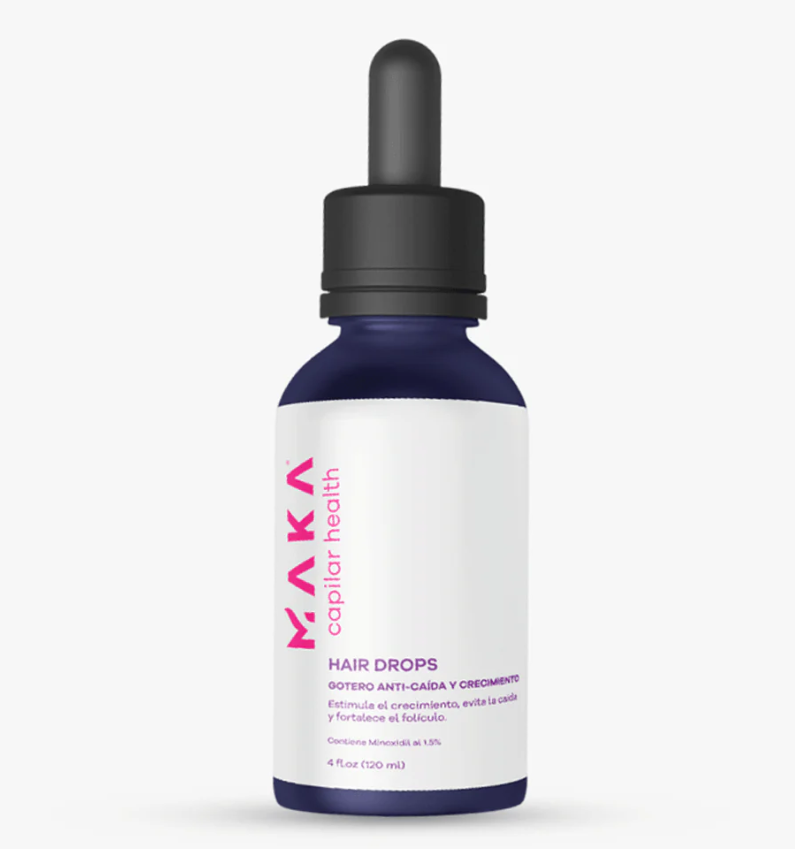 MAKA
capilar health
HAIR DROPS
GOTERO ANTI-CAÍDA Y CRECIMIENTO
Estimula el crecimiento, evita la caída
y fortalece el folículo.
Contiene Minoxidil al 1.5%
4 fl.oz (120 ml)